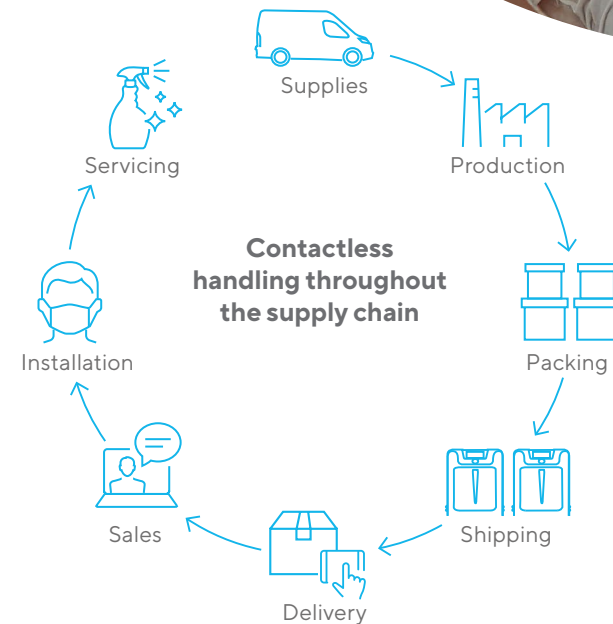 Supplies
Production
Packing
Shipping
Delivery
Sales
Installation
Servicing
Contactless
handling throughout
the supply chain